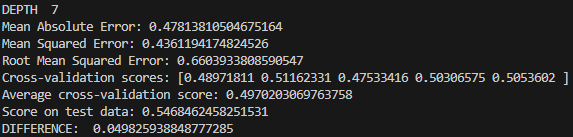 DEPTH  7
Mean Absolute Error: 0.47813810504675164
Mean Squared Error: 0.4361194174824526
Root Mean Squared Error: 0.6603933808590547
Cross-validation scores: [0.48971811 0.51162331 0.47533416 0.50306575 0.5053602 ]
Average cross-validation score: 0.4970203069763758
Score on test data: 0.5468462458251531
DIFFERENCE:  0.049825938848777285